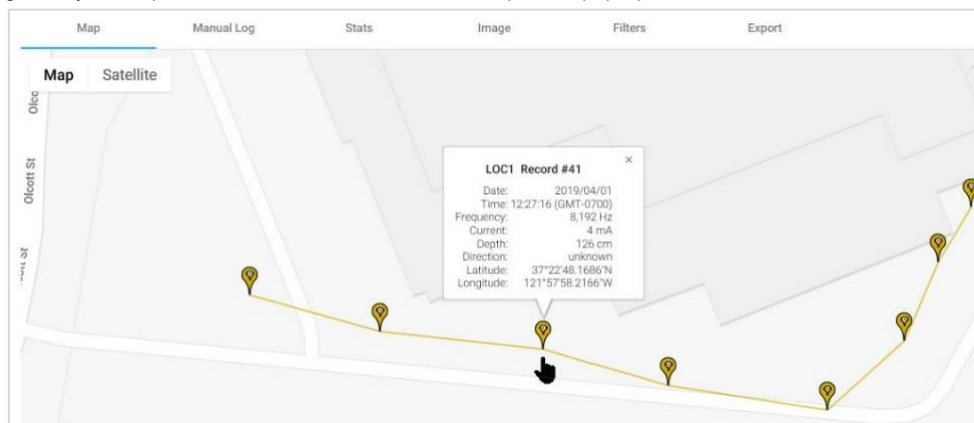 Map Manual Log Stats Image Filters Export
Map Satellite
Olcott St
LOC1 Record #41
×
Date: 2019/04/01
Time: 12:27:16 (GMT-0700)
Frequency: 8,192 Hz
Current: 4 mA
Depth: 126 cm
Direction: unknown
Latitude: 37°22'48.1686"N
Longitude: 121°57'58.2166"W